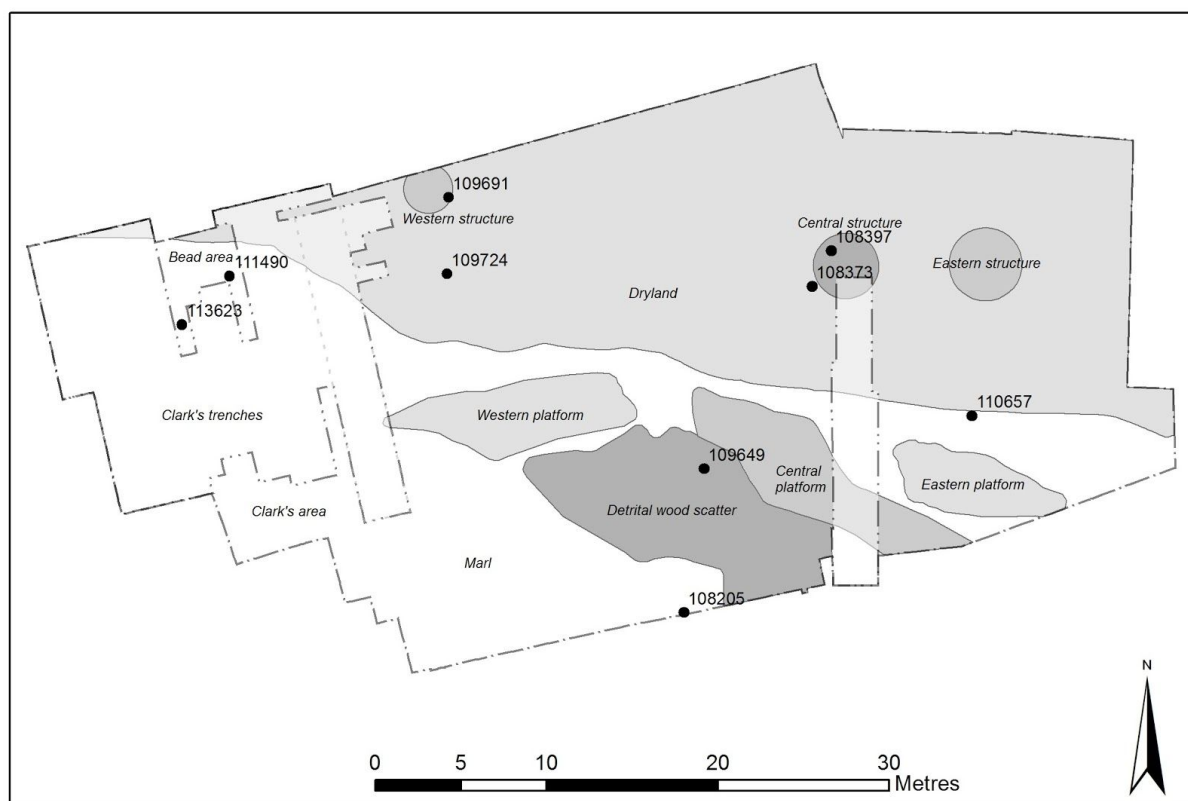 109691
Western structure
Central structure
108397
Bead area
111490
109724
Eastern structure
108373
Dryland
113623
Clark's trenches
Western platform
110657
109649
Central
platform
Eastern platform
Clark's area
Detrital wood scatter
Marl
108205
N
0 5 10 20 30
Metres